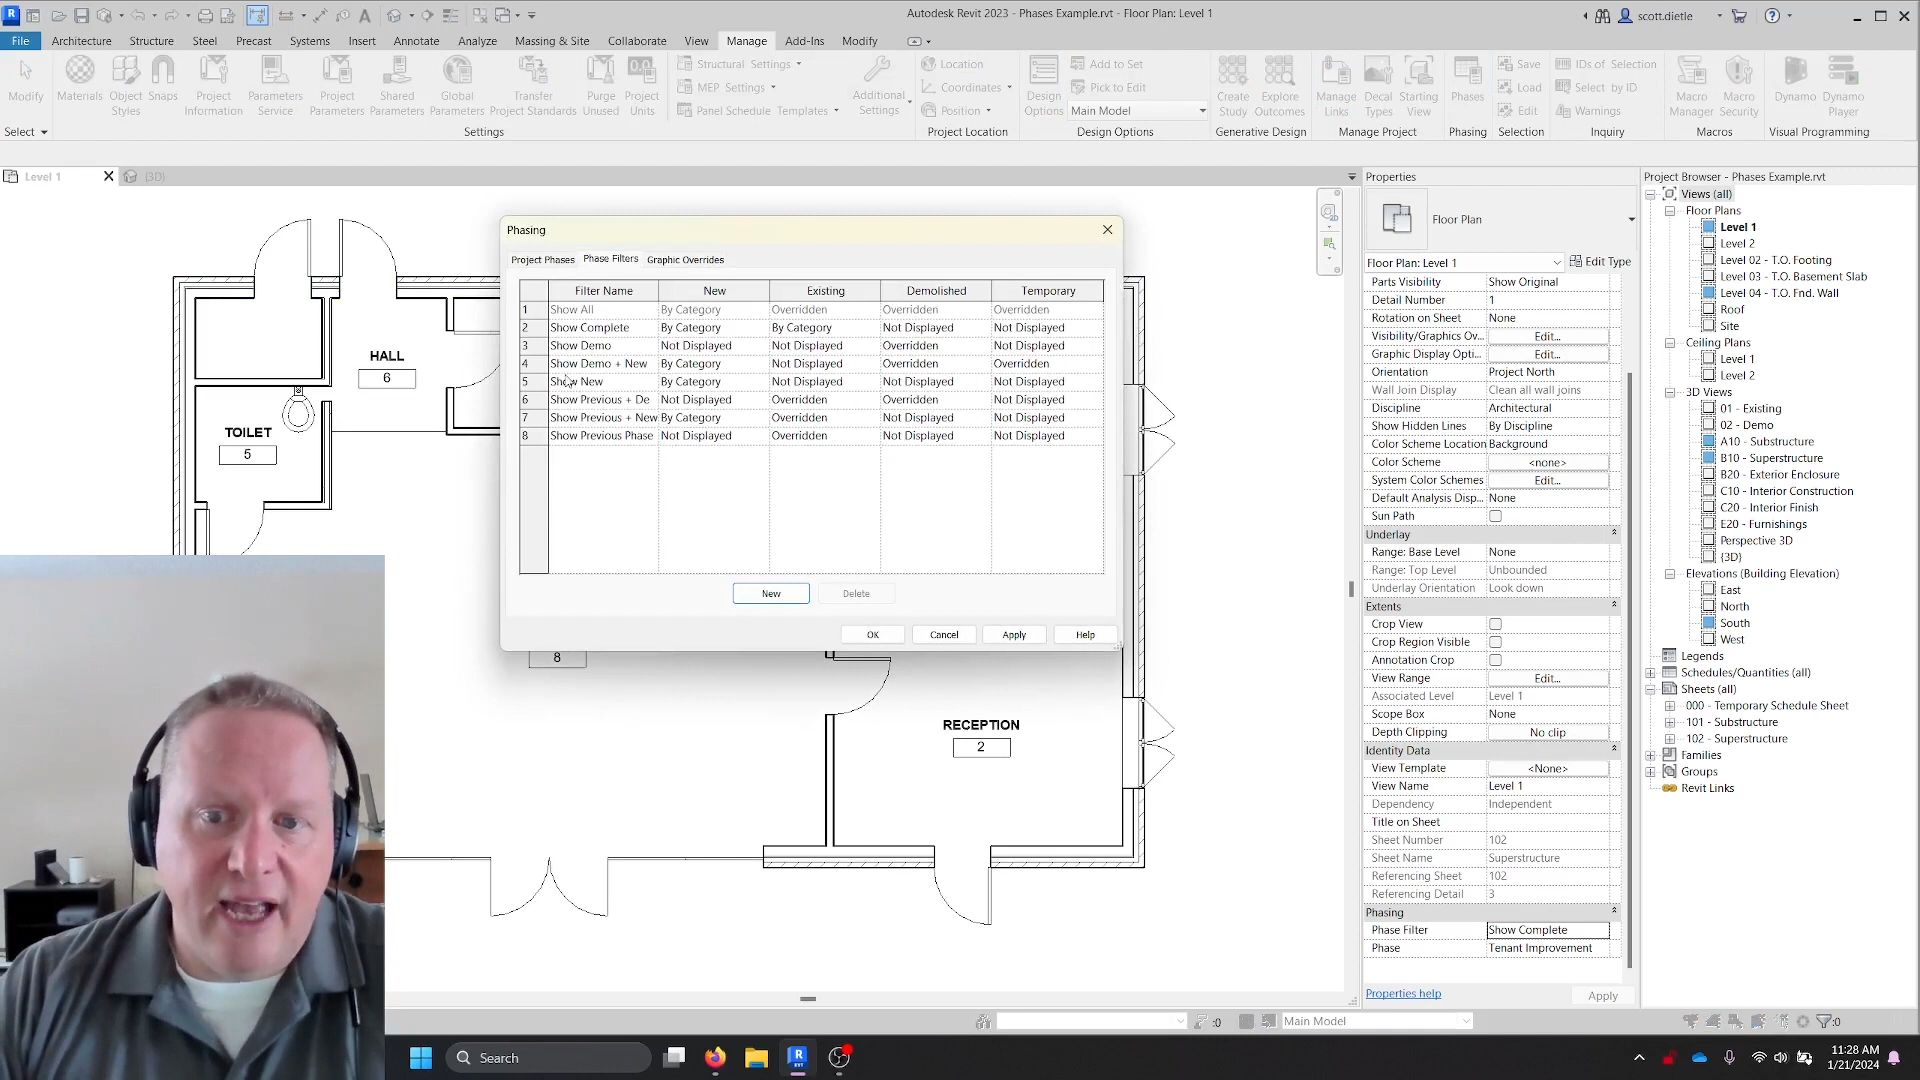 Autodesk Revit 2023 - Phases Example.rvt - Floor Plan: Level 1
scott.dietle
File Architecture Structure Steel Precast Systems Insert Annotate Analyze Massing & Site Collaborate View Manage Add-Ins Modify
Modify
Select
Materials
Object Styles
Snaps
Project Information
Parameters Service
Project Parameters
Shared Parameters
Global Parameters
Transfer Project Standards
Purge Unused
Project Units
Structural Settings
MEP Settings
Panel Schedule Templates
Additional Settings
Settings
Location
Coordinates
Position
Project Location
Design Options
Add to Set
Pick to Edit
Main Model
Design Options
Create Study
Explore Outcomes
Generative Design
Manage Links
Decal Types
Starting View
Manage Project
Phases
Phasing
Save
Load
Edit
Selection
IDs of Selection
Select by ID
Warnings
Inquiry
Macro Manager
Macro Security
Macros
Dynamo
Dynamo Player
Visual Programming
Level 1
{3D}
HALL
6
TOILET
5
8
RECEPTION
2
Phasing
Project Phases Phase Filters Graphic Overrides
Filter Name New Existing Demolished Temporary
1 Show All By Category Overridden Overridden Overridden
2 Show Complete By Category By Category Not Displayed Not Displayed
3 Show Demo Not Displayed Not Displayed Overridden Not Displayed
4 Show Demo + New By Category Not Displayed Overridden Overridden
5 Show New By Category Not Displayed Not Displayed Not Displayed
6 Show Previous + De Not Displayed Overridden Overridden Not Displayed
7 Show Previous + New By Category Overridden Not Displayed Not Displayed
8 Show Previous Phase Not Displayed Overridden Not Displayed Not Displayed
New Delete
OK Cancel Apply Help
Properties
Floor Plan
Floor Plan: Level 1 Edit Type
Parts Visibility Show Original
Detail Number 1
Rotation on Sheet None
Visibility/Graphics Ov... Edit...
Graphic Display Opti... Edit...
Orientation Project North
Wall Join Display Clean all wall joins
Discipline Architectural
Show Hidden Lines By Discipline
Color Scheme Location Background
Color Scheme <none>
System Color Schemes Edit...
Default Analysis Disp... None
Sun Path
Underlay
Range: Base Level None
Range: Top Level Unbounded
Underlay Orientation Look down
Extents
Crop View
Crop Region Visible
Annotation Crop
View Range Edit...
Associated Level Level 1
Scope Box None
Depth Clipping No clip
Identity Data
View Template <None>
View Name Level 1
Dependency Independent
Title on Sheet
Sheet Number 102
Sheet Name Superstructure
Referencing Sheet 102
Referencing Detail 3
Phasing
Phase Filter Show Complete
Phase Tenant Improvement
Properties help Apply
Project Browser - Phases Example.rvt
Views (all)
Floor Plans
Level 1
Level 2
Level 02 - T.O. Footing
Level 03 - T.O. Basement Slab
Level 04 - T.O. Fnd. Wall
Roof
Site
Ceiling Plans
Level 1
Level 2
3D Views
01 - Existing
02 - Demo
A10 - Substructure
B10 - Superstructure
B20 - Exterior Enclosure
C10 - Interior Construction
C20 - Interior Finish
E20 - Furnishings
Perspective 3D
{3D}
Elevations (Building Elevation)
East
North
South
West
Legends
Schedules/Quantities (all)
Sheets (all)
000 - Temporary Schedule Sheet
101 - Substructure
102 - Superstructure
Families
Groups
Revit Links
:0 Main Model :0
Search
11:28 AM
1/21/2024